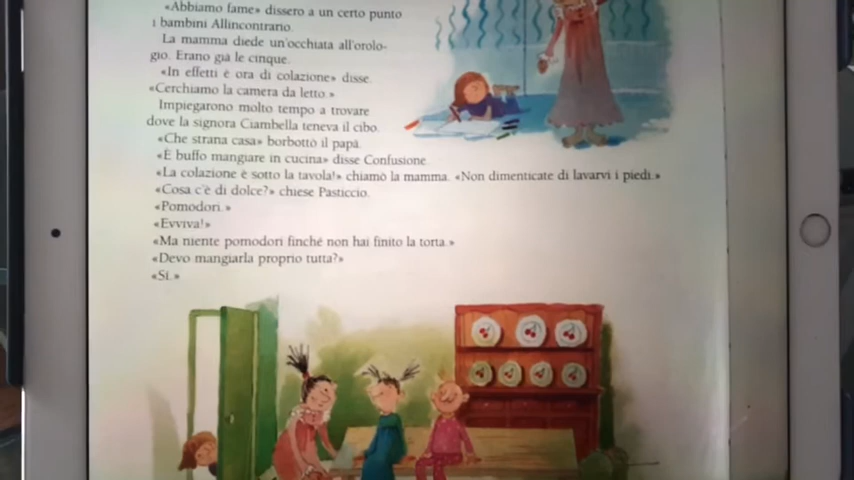 «Abbiamo fame» dissero a un certo punto
i bambini Allincontrario.
La mamma diede un'occhiata all'orolo-
gio. Erano già le cinque.
«In effetti è ora di colazione» disse.
«Cerchiamo la camera da letto.»
Impiegarono molto tempo a trovare
dove la signora Ciambella teneva il cibo.
«Che strana casa» borbottò il papà.
«È buffo mangiare in cucina» disse Confusione.
«La colazione è sotto la tavola!» chiamò la mamma. «Non dimenticate di lavarvi i piedi.»
«Cosa c'è di dolce?» chiese Pasticcio.
«Pomodori.»
«Evviva!»
«Ma niente pomodori finché non hai finito la torta.»
«Devo mangiarla proprio tutta?»
«Sì.»